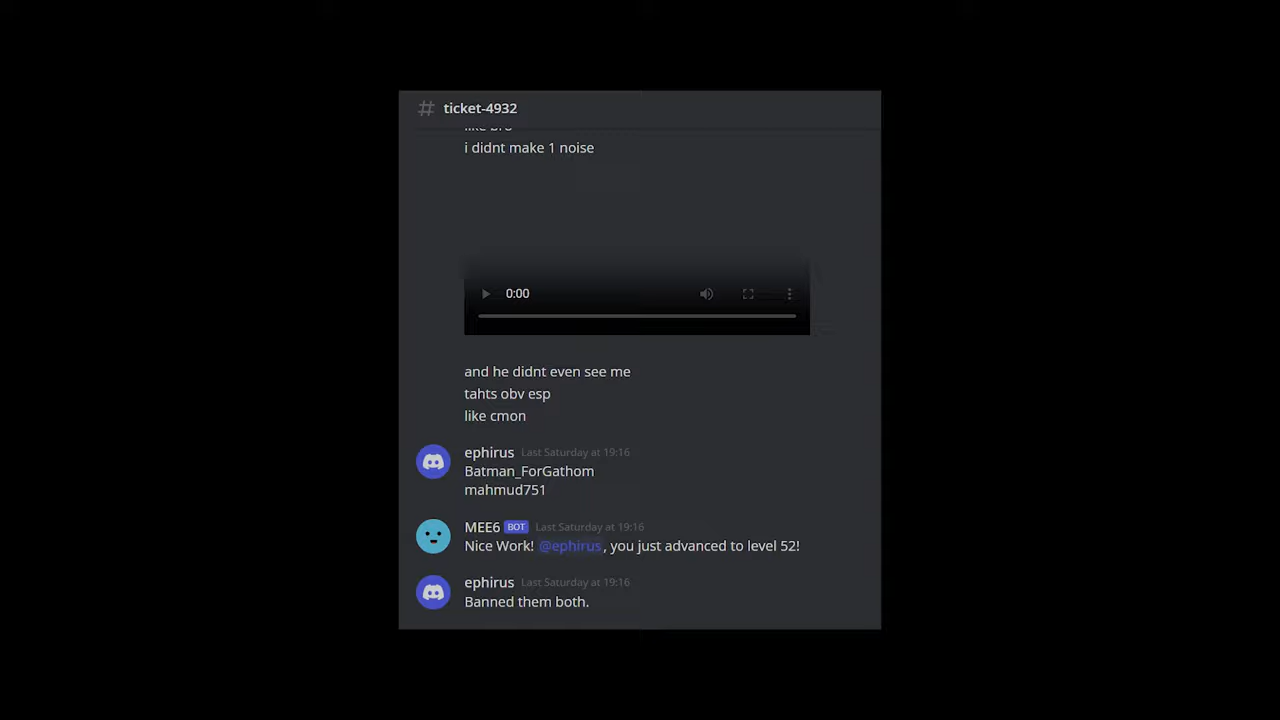 # ticket-4932
like bro
i didnt make 1 noise
0:00
and he didnt even see me
tahts obv esp
like cmon
ephirus Last Saturday at 19:16
Batman_ForGathom
mahmud751
MEE6 BOT Last Saturday at 19:16
Nice Work! @ephirus, you just advanced to level 52!
ephirus Last Saturday at 19:16
Banned them both.